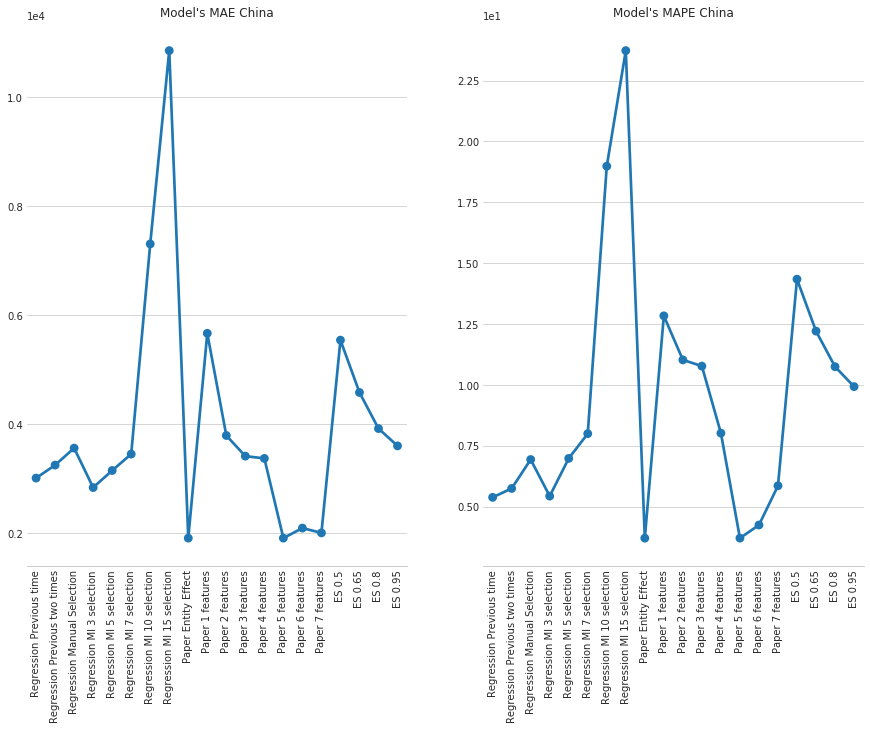 Model's MAE China
1e4
1.0
0.8
0.6
0.4
0.2
Regression Previous time
Regression Previous two times
Regression Manual Selection
Regression MI 3 selection
Regression MI 5 selection
Regression MI 7 selection
Regression MI 10 selection
Regression MI 15 selection
Paper Entity Effect
Paper 1 features
Paper 2 features
Paper 3 features
Paper 4 features
Paper 5 features
Paper 6 features
Paper 7 features
ES 0.5
ES 0.65
ES 0.8
ES 0.95
Model's MAPE China
1e1
2.25
2.00
1.75
1.50
1.25
1.00
0.75
0.50
Regression Previous time
Regression Previous two times
Regression Manual Selection
Regression MI 3 selection
Regression MI 5 selection
Regression MI 7 selection
Regression MI 10 selection
Regression MI 15 selection
Paper Entity Effect
Paper 1 features
Paper 2 features
Paper 3 features
Paper 4 features
Paper 5 features
Paper 6 features
Paper 7 features
ES 0.5
ES 0.65
ES 0.8
ES 0.95